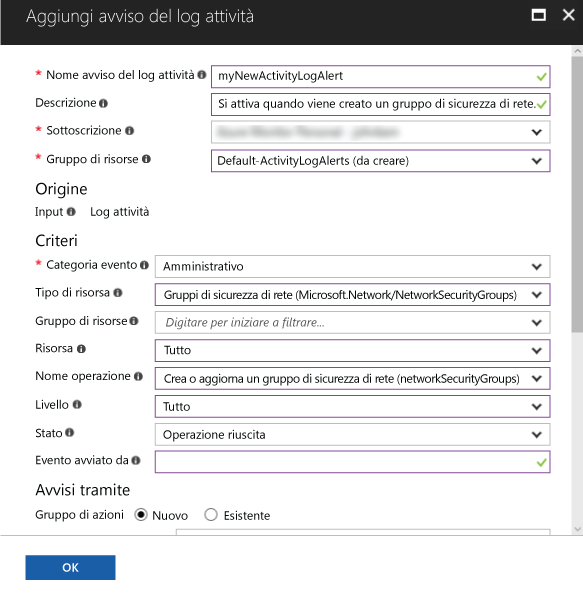 Aggiungi avviso del log attività
* Nome avviso del log attività myNewActivityLogAlert
Descrizione Si attiva quando viene creato un gruppo di sicurezza di rete.
* Sottoscrizione
* Gruppo di risorse Default-ActivityLogAlerts (da creare)
Origine
Input Log attività
Criteri
* Categoria evento Amministrativo
Tipo di risorsa Gruppi di sicurezza di rete (Microsoft.Network/NetworkSecurityGroups)
Gruppo di risorse Digitare per iniziare a filtrare...
Risorsa Tutto
Nome operazione Crea o aggiorna un gruppo di sicurezza di rete (networkSecurityGroups)
Livello Tutto
Stato Operazione riuscita
Evento avviato da
Avvisi tramite
Gruppo di azioni Nuovo Esistente
OK